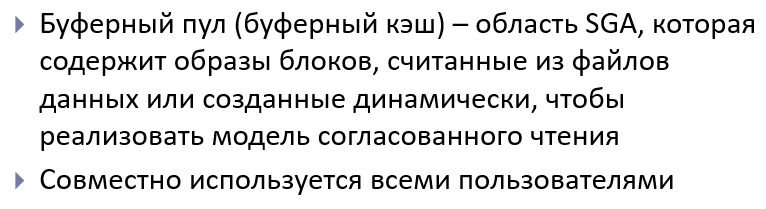 Буферный пул (буферный кэш) – область SGA, которая
содержит образы блоков, считанные из файлов
данных или созданные динамически, чтобы
реализовать модель согласованного чтения
Совместно используется всеми пользователями